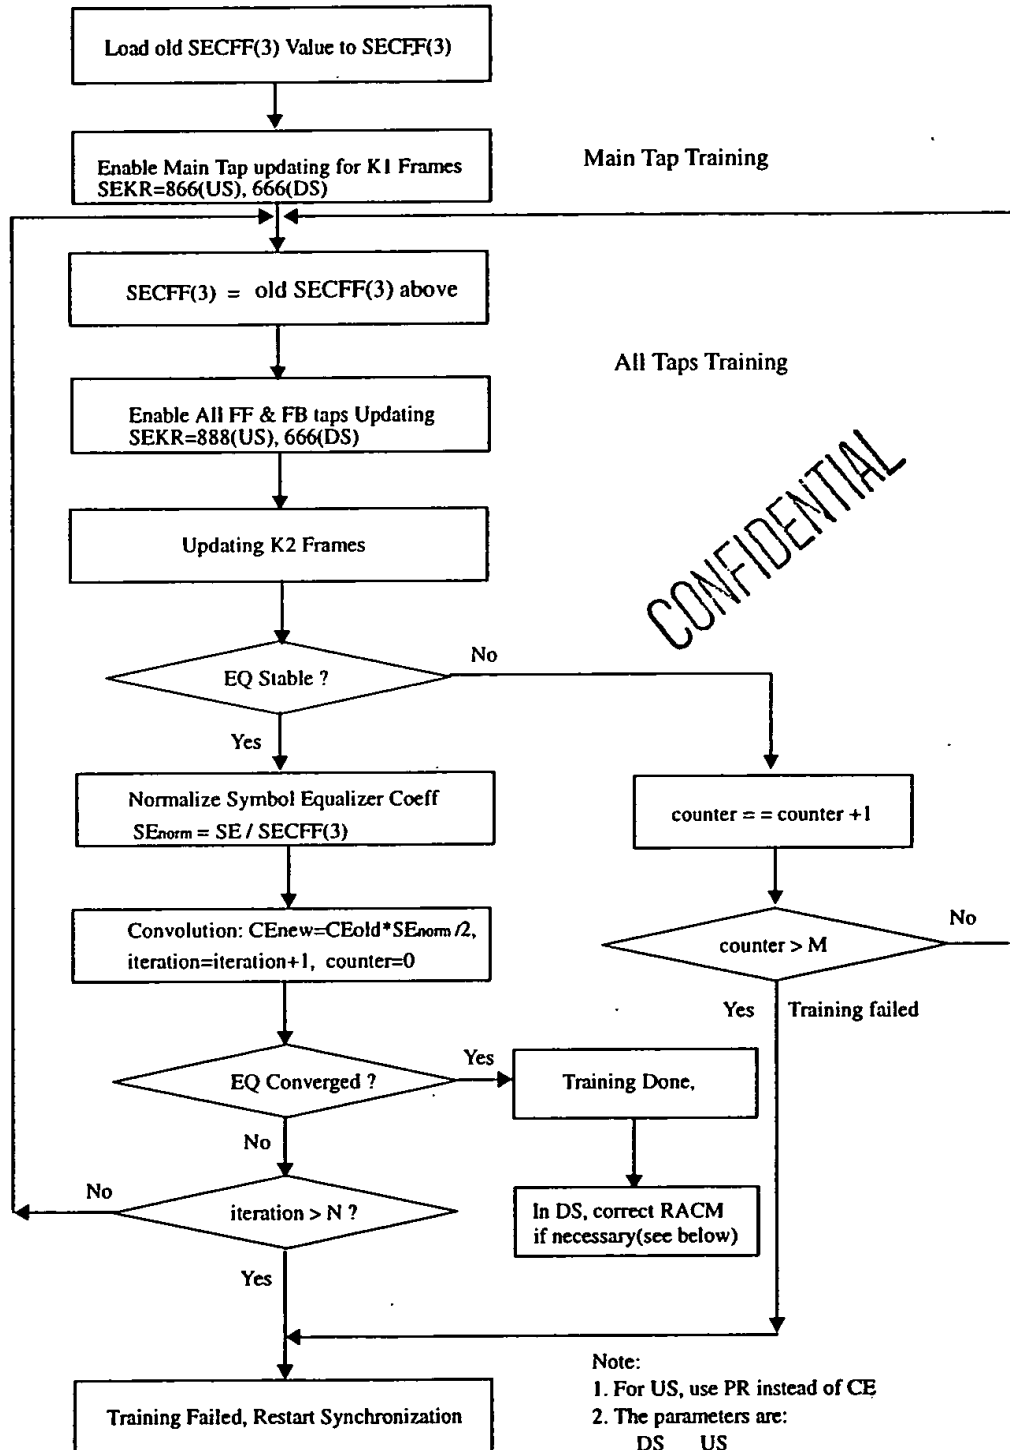 Load old SECFF(3) Value to SECFF(3)
Enable Main Tap updating for K1 Frames
SEKR=866(US), 666(DS)
Main Tap Training
SECFF(3) = old SECFF(3) above
All Taps Training
Enable All FF & FB taps Updating
SEKR=888(US), 666(DS)
CONFIDENTIAL
Updating K2 Frames
EQ Stable ?
No
Yes
Normalize Symbol Equalizer Coeff
SEnorm = SE / SECFF(3)
counter = = counter +1
Convolution: CEnew=CEold*SEnorm /2,
iteration=iteration+1, counter=0
counter > M
No
Yes
Training failed
EQ Converged ?
Yes
Training Done,
No
No
iteration > N ?
In DS, correct RACM
if necessary(see below)
Yes
Training Failed, Restart Synchronization
Note:
1. For US, use PR instead of CE
2. The parameters are:
DS US